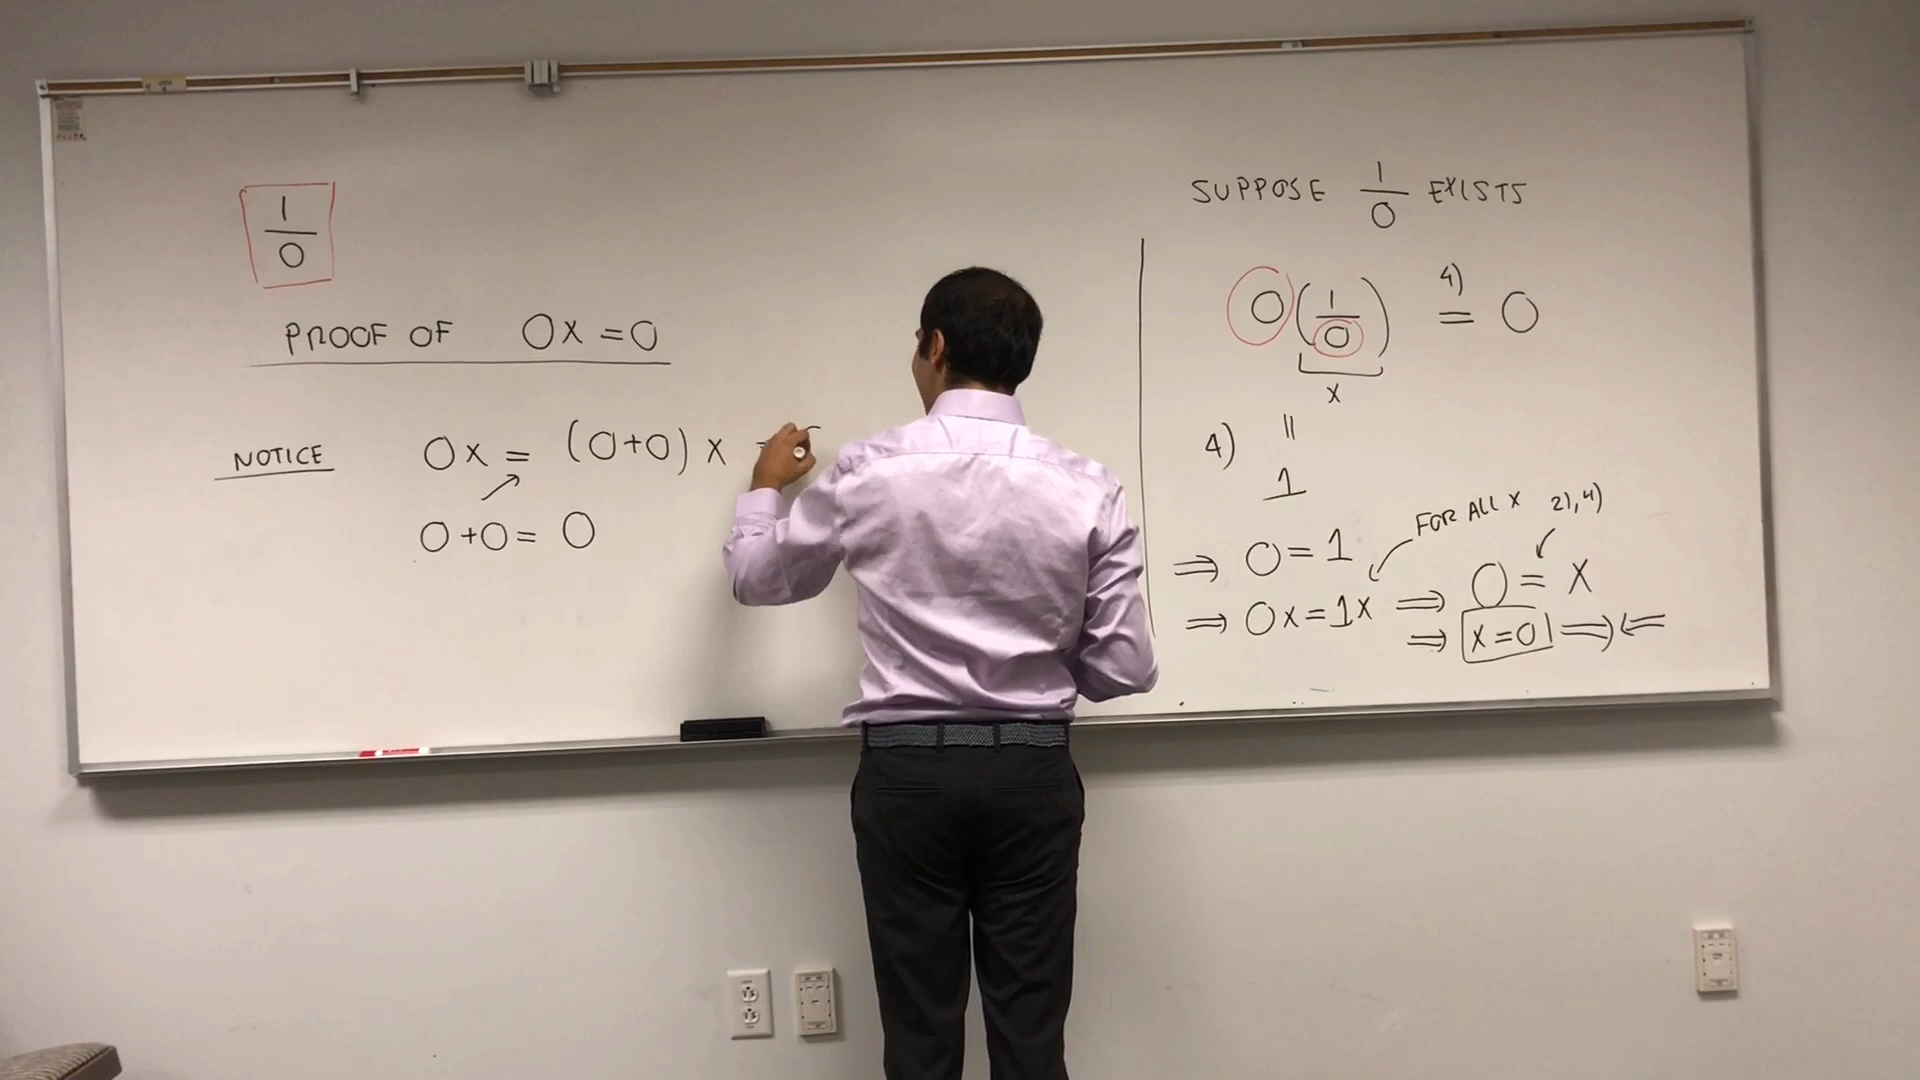 1/0
PROOF OF 0x = 0
NOTICE 0x = (0+0) x =
0+0 = 0
SUPPOSE 1/0 EXISTS
0 (1/0) = 0
4)
x
4) ||
1
FOR ALL x 2), 4)
⇒ 0 = 1
⇒ 0x = 1x ⇒ 0 = x
⇒ x = 0 ⇒⇐